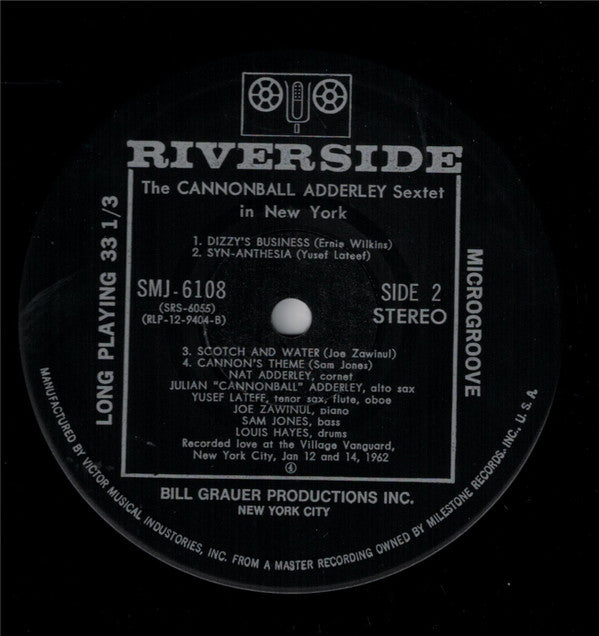 RIVERSIDE
The CANNONBALL ADDERLEY Sextet
in New York
1. DIZZY'S BUSINESS (Ernie Wilkins)
2. SYN-ANTHESIA (Yusef Lateef)
SMJ-6108
(SRS-6055)
(RLP-12-9404-B)
SIDE 2
STEREO
LONG PLAYING 33 1/3
MICROGROOVE
3. SCOTCH AND WATER (Joe Zawinul)
4. CANNON'S THEME (Sam Jones)
NAT ADDERLEY, cornet
JULIAN "CANNONBALL" ADDERLEY, alto sax
YUSEF LATEFF, tenor sax, flute, oboe
JOE ZAWINUL, piano
SAM JONES, bass
LOUIS HAYES, drums
Recorded love at the Village Vanguard,
New York City, Jan 12 and 14, 1962
4
BILL GRAUER PRODUCTIONS INC.
NEW YORK CITY
MANUFACTURED BY VICTOR MUSICAL INDUSTORIES, INC. FROM A MASTER RECORDING OWNED BY MILESTONE RECORDS, INC., U. S. A.